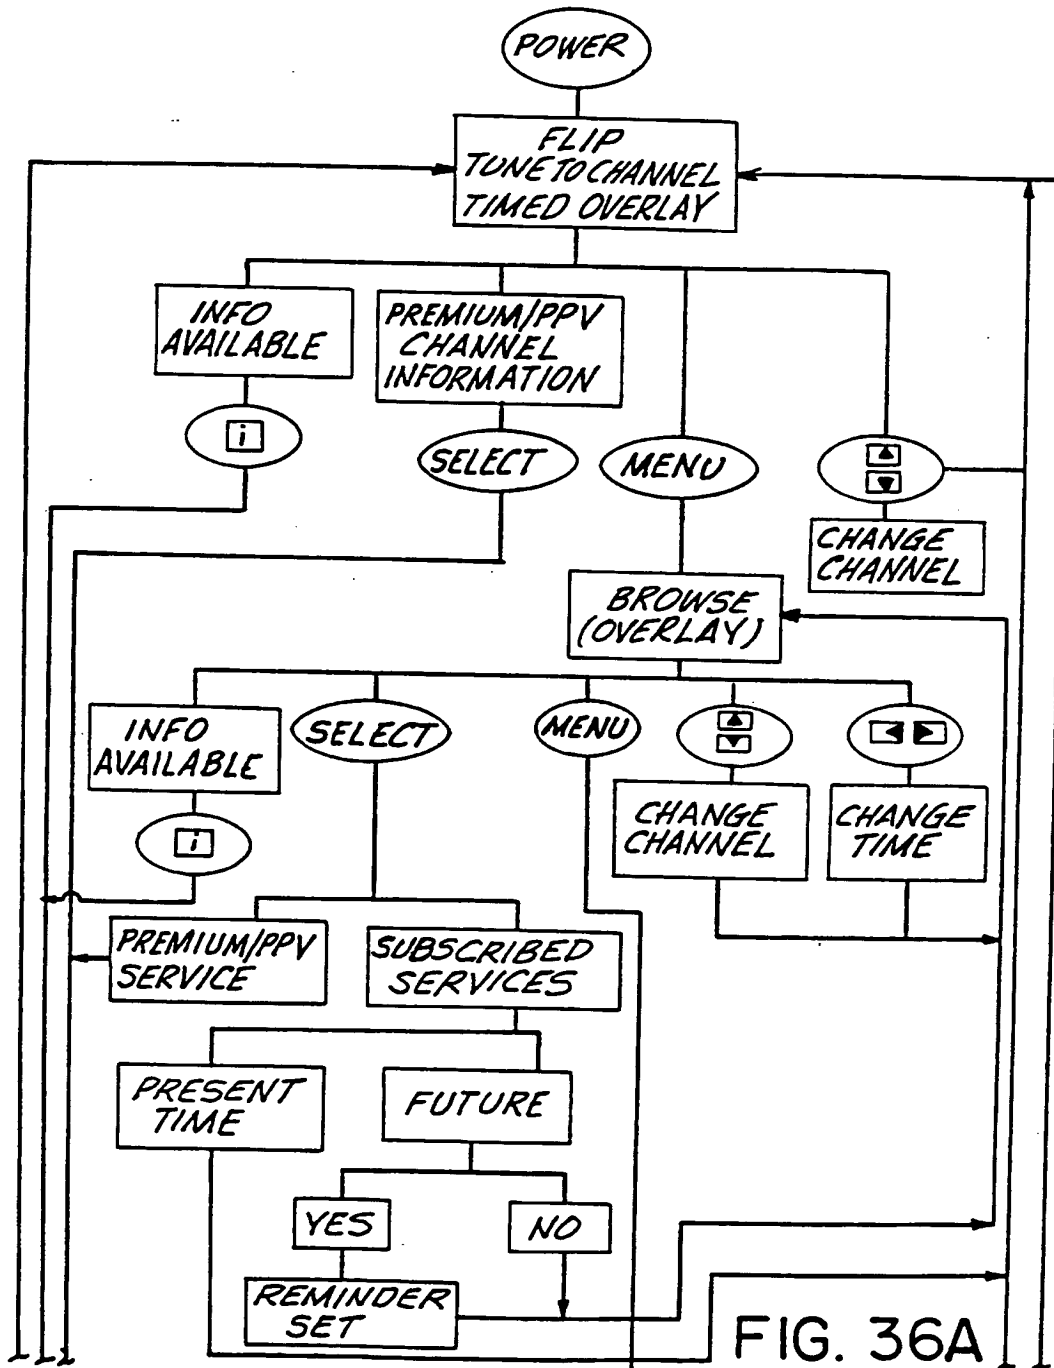 POWER
FLIP
TUNE TO CHANNEL
TIMED OVERLAY
INFO
AVAILABLE
PREMIUM/PPV
CHANNEL
INFORMATION
i
SELECT
MENU
CHANGE
CHANNEL
BROWSE
(OVERLAY)
INFO
AVAILABLE
SELECT
MENU
CHANGE
CHANNEL
CHANGE
TIME
i
PREMIUM/PPV
SERVICE
SUBSCRIBED
SERVICES
PRESENT
TIME
FUTURE
YES
NO
REMINDER
SET
FIG. 36A